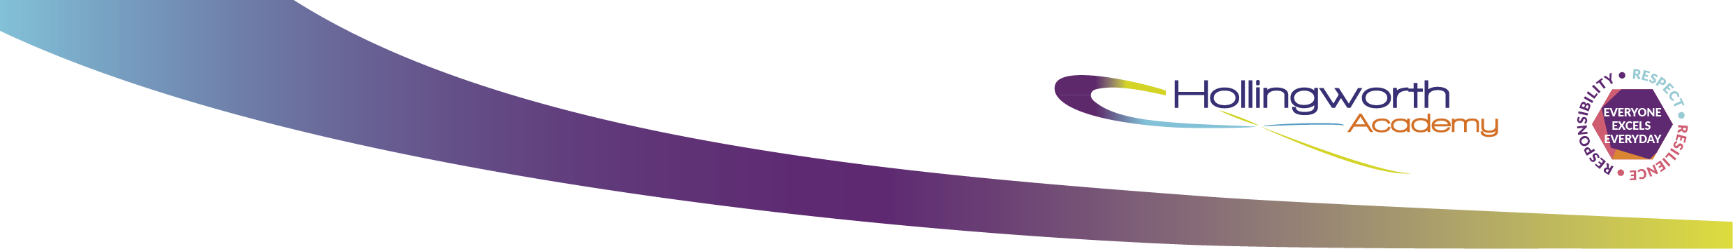 Hollingworth
Academy
RESPONSIBILITY • RESPECT • RESILIENCE •
EVERYONE
EXCELS
EVERYDAY